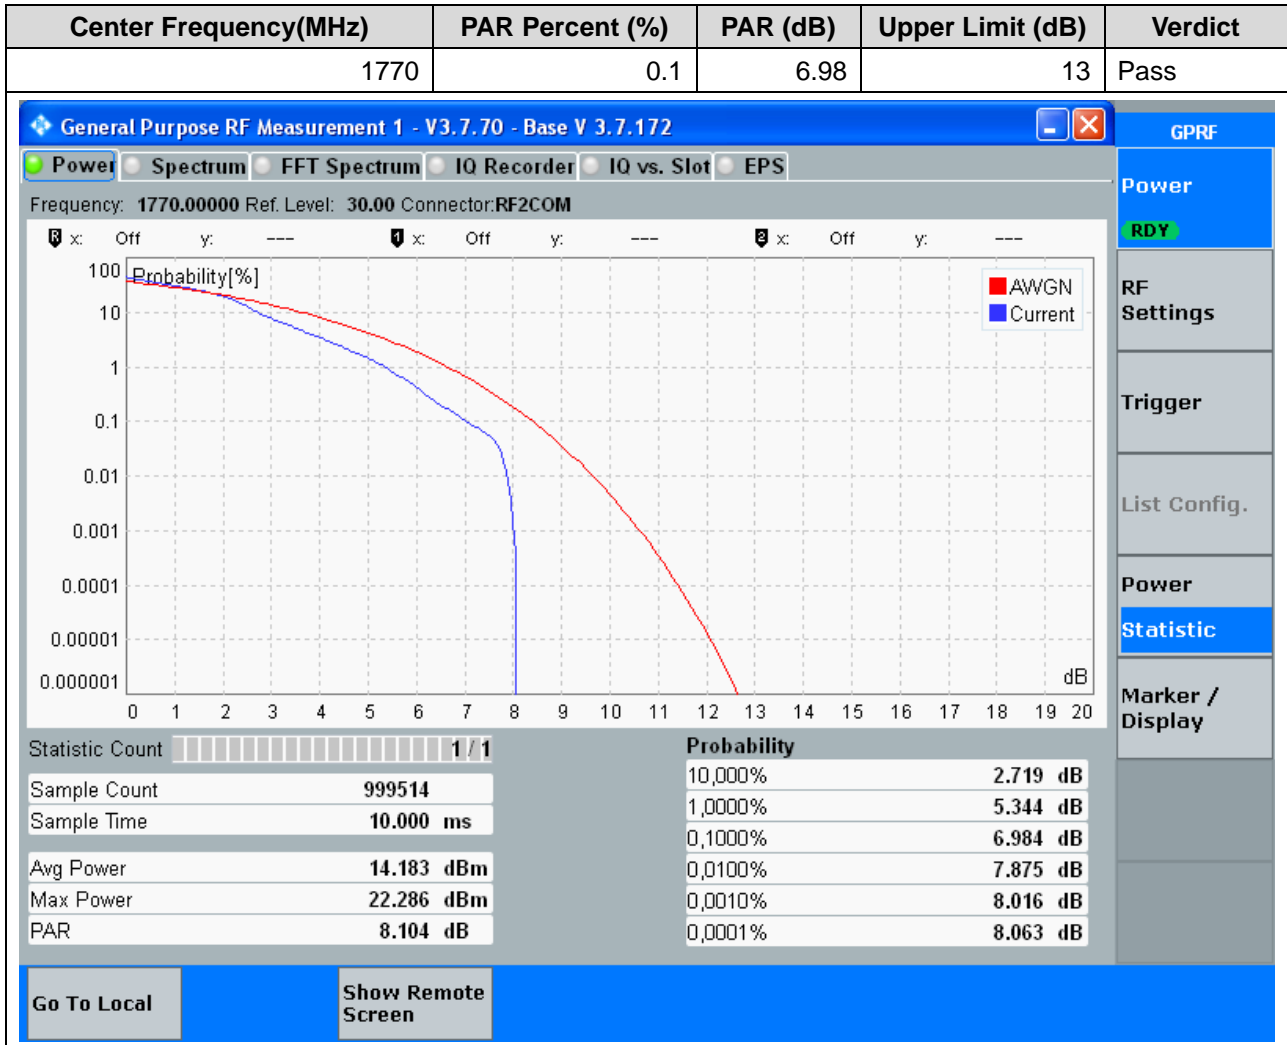 Center Frequency(MHz) PAR Percent (%) PAR (dB) Upper Limit (dB) Verdict
1770 0.1 6.98 13 Pass
General Purpose RF Measurement 1 - V3.7.70 - Base V 3.7.172
GPRF
Power Spectrum FFT Spectrum IQ Recorder IQ vs. Slot EPS
Power
RDY
Frequency: 1770.00000 Ref. Level: 30.00 Connector:RF2COM
R x: Off y: --- 1 x: Off y: --- 2 x: Off y: ---
Probability[%]
100
10
1
0.1
0.01
0.001
0.0001
0.00001
0.000001
AWGN
Current
dB
0 1 2 3 4 5 6 7 8 9 10 11 12 13 14 15 16 17 18 19 20
RF
Settings
Trigger
List Config.
Power
Statistic
Marker /
Display
Statistic Count 1 / 1
Sample Count 999514
Sample Time 10.000 ms
Avg Power 14.183 dBm
Max Power 22.286 dBm
PAR 8.104 dB
Probability
10,000% 2.719 dB
1,0000% 5.344 dB
0,1000% 6.984 dB
0,0100% 7.875 dB
0,0010% 8.016 dB
0,0001% 8.063 dB
Go To Local
Show Remote
Screen